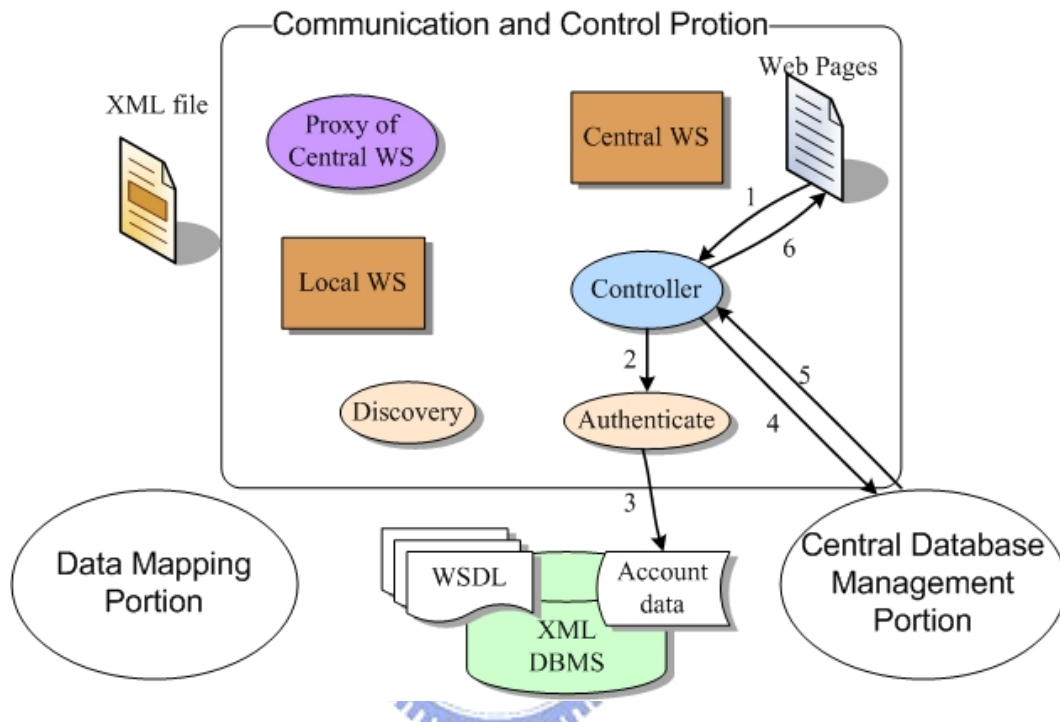 Communication and Control Protion
Web Pages
XML file
Proxy of
Central WS
Central WS
1
6
Local WS
Controller
2
5
4
Discovery
Authenticate
3
Data Mapping
Portion
WSDL
Account
data
XML
DBMS
Central Database
Management
Portion